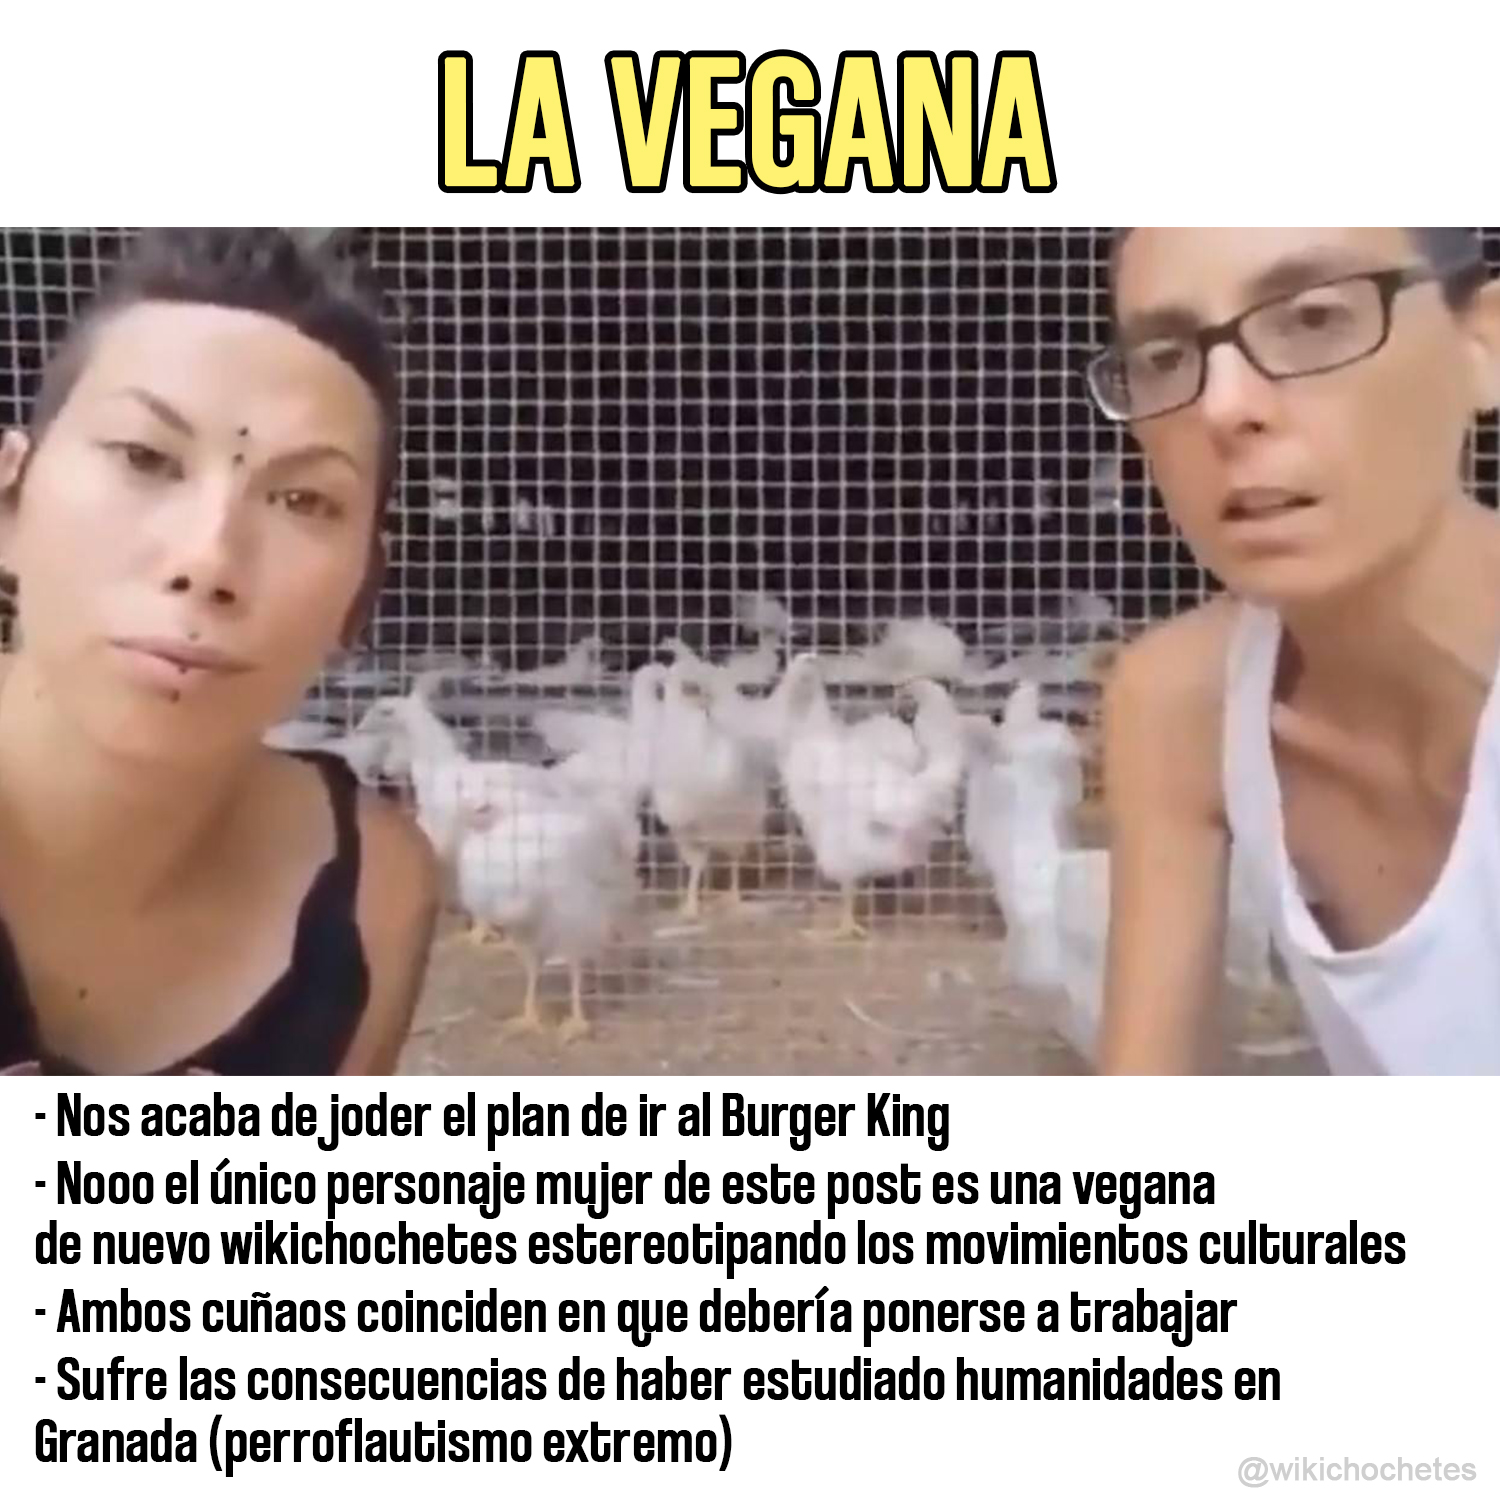 LA VEGANA
- Nos acaba de joder el plan de ir al Burger King
- Nooo el único personaje mujer de este post es una vegana
de nuevo wikichochetes estereotipando los movimientos culturales
- Ambos cuñaos coinciden en que debería ponerse a trabajar
- Sufre las consecuencias de haber estudiado humanidades en
Granada (perroflautismo extremo)
@wikichochetes